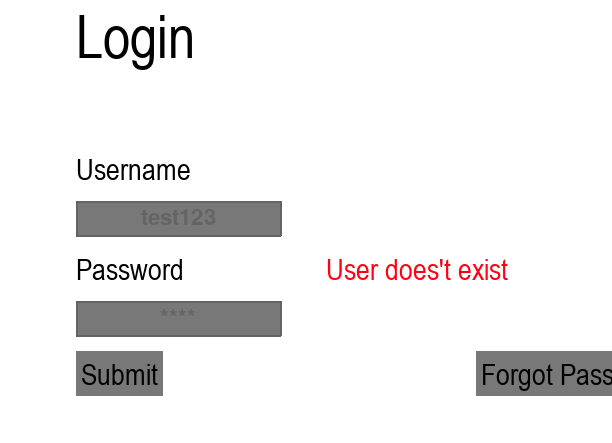 Login
Username
test123
Password
User does't exist
****
Submit
Forgot Pass